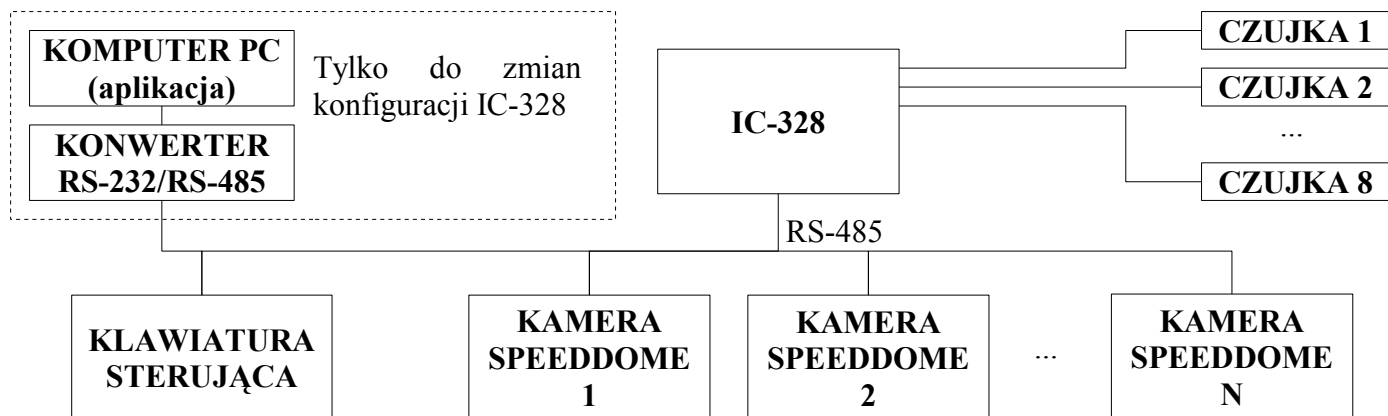 KOMPUTER PC
(aplikacja)
Tylko do zmian
konfiguracji IC-328
KONWERTER
RS-232/RS-485
IC-328
CZUJKA 1
CZUJKA 2
...
CZUJKA 8
RS-485
KLAWIATURA
STERUJĄCA
KAMERA
SPEEDDOME
1
KAMERA
SPEEDDOME
2
...
KAMERA
SPEEDDOME
N